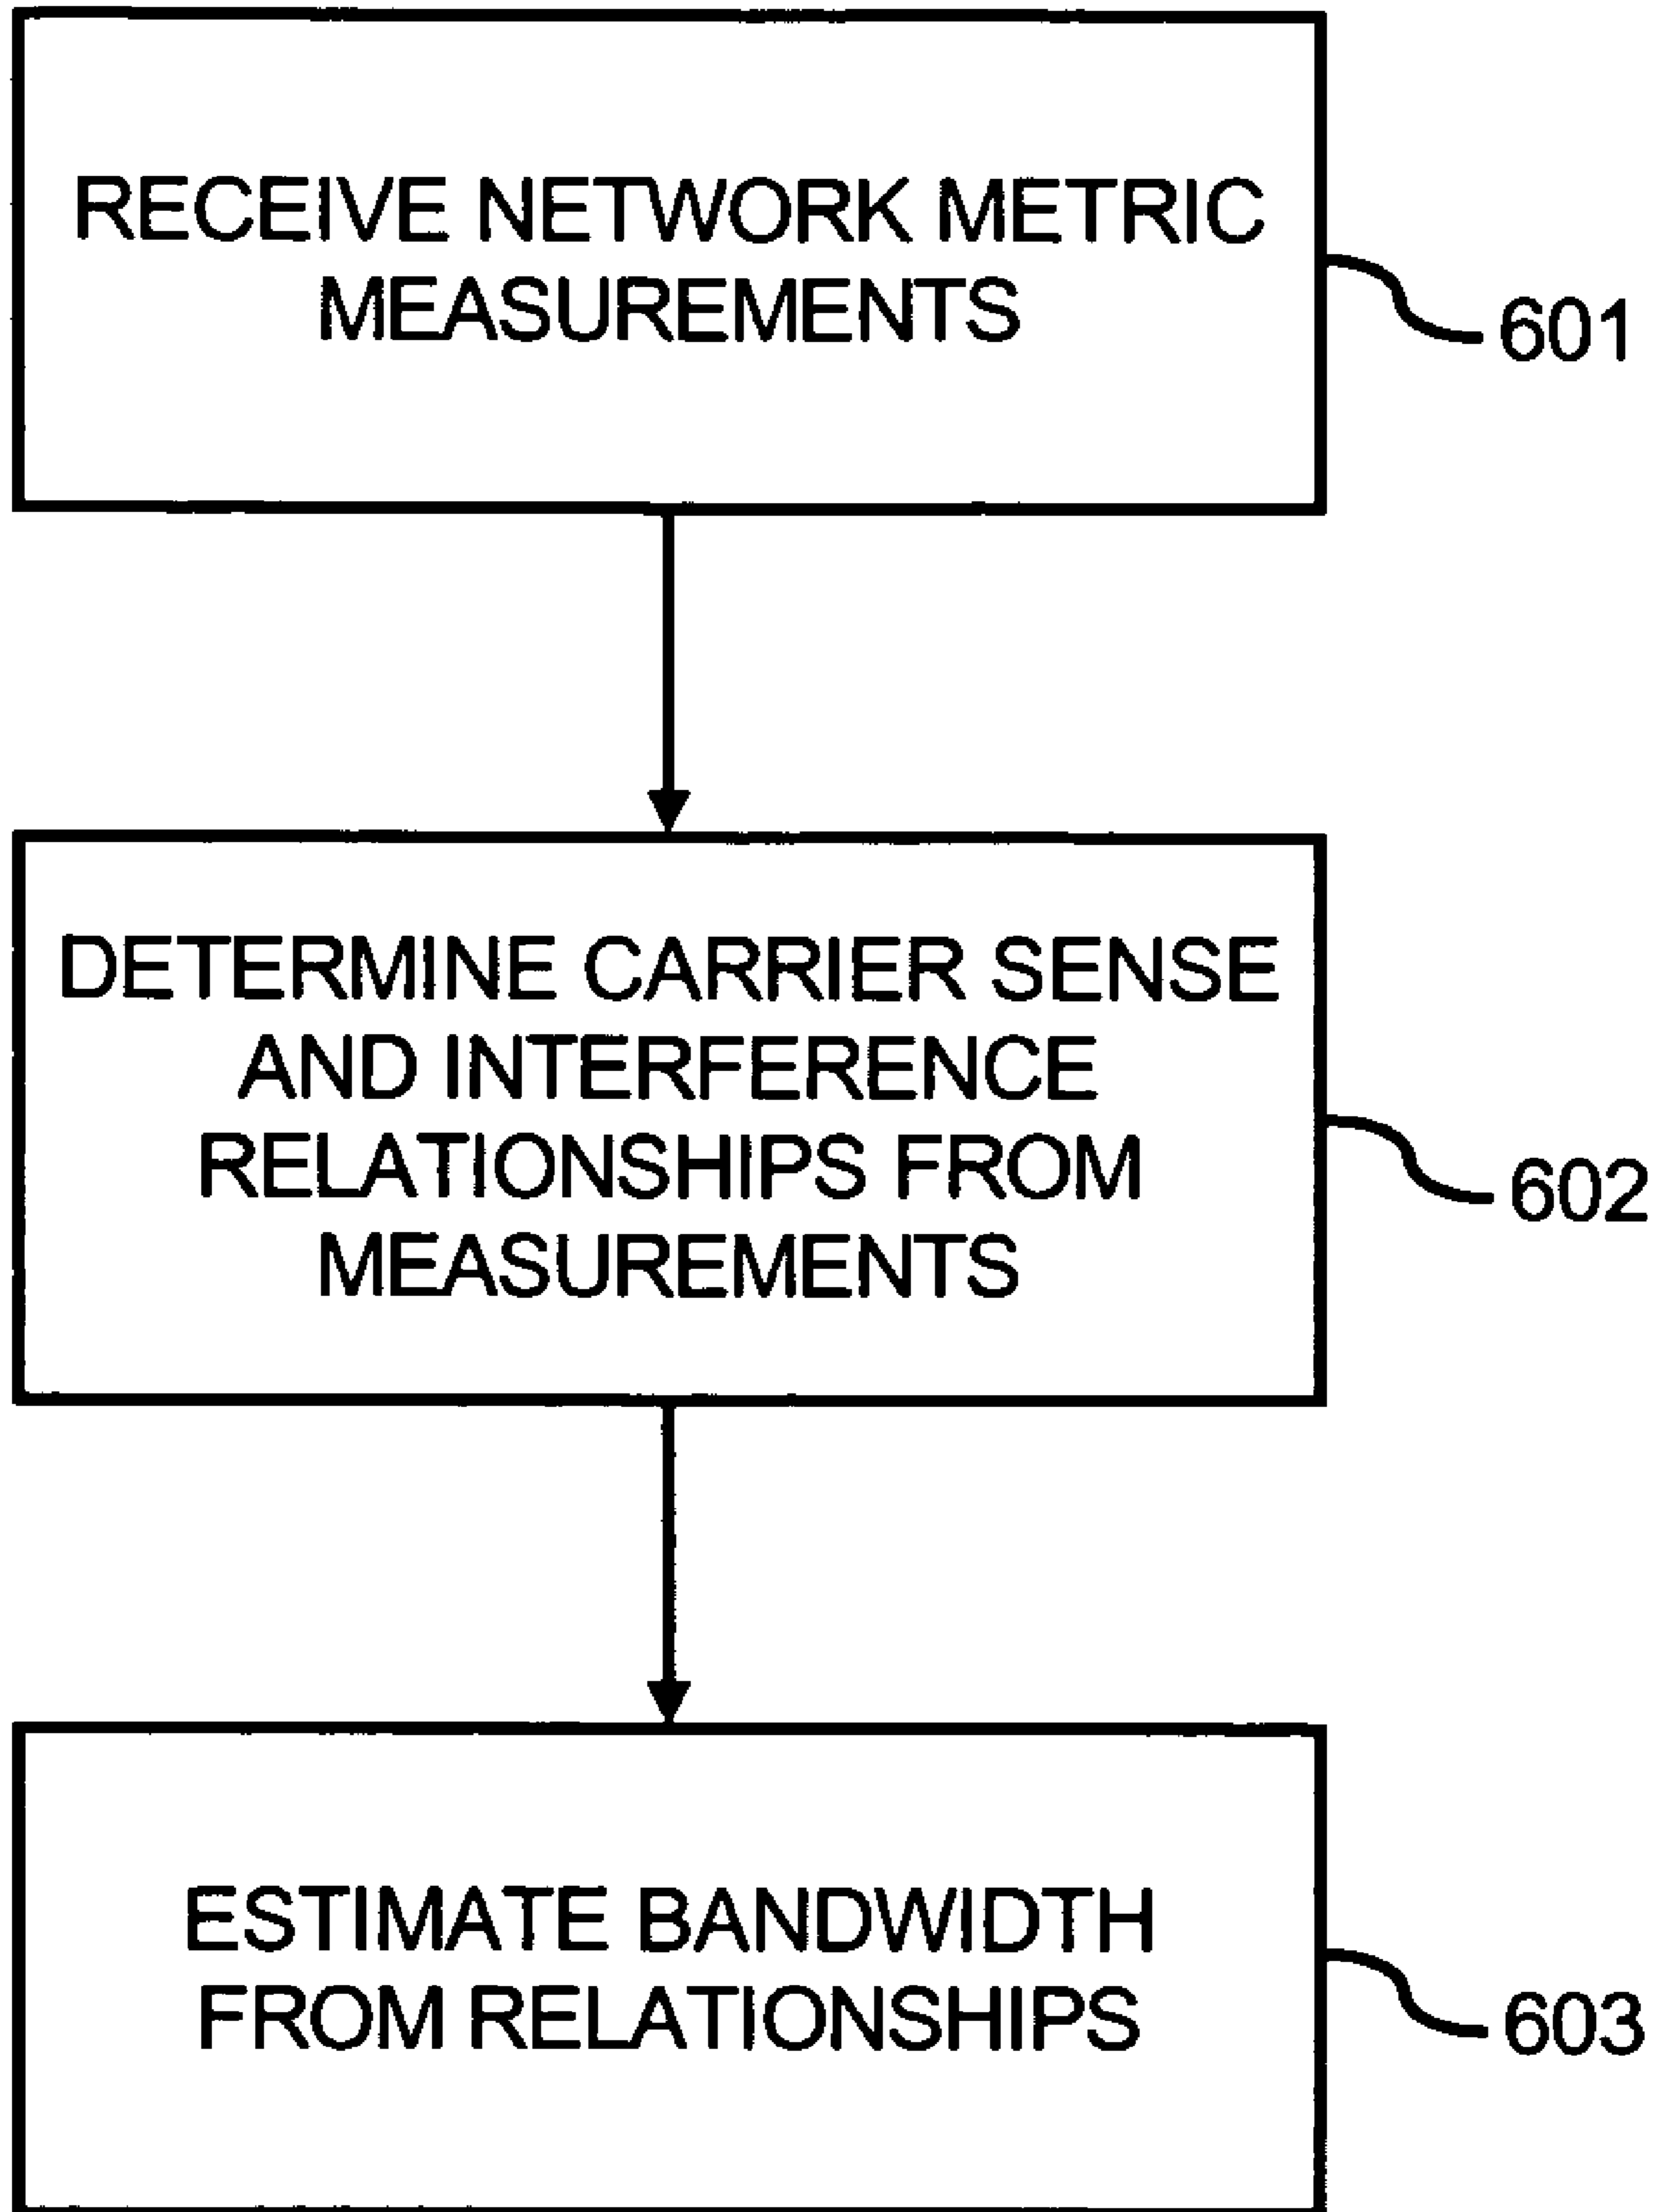 RECEIVE NETWORK METRIC
MEASUREMENTS
601
DETERMINE CARRIER SENSE
AND INTERFERENCE
RELATIONSHIPS FROM
MEASUREMENTS
602
ESTIMATE BANDWIDTH
FROM RELATIONSHIPS
603